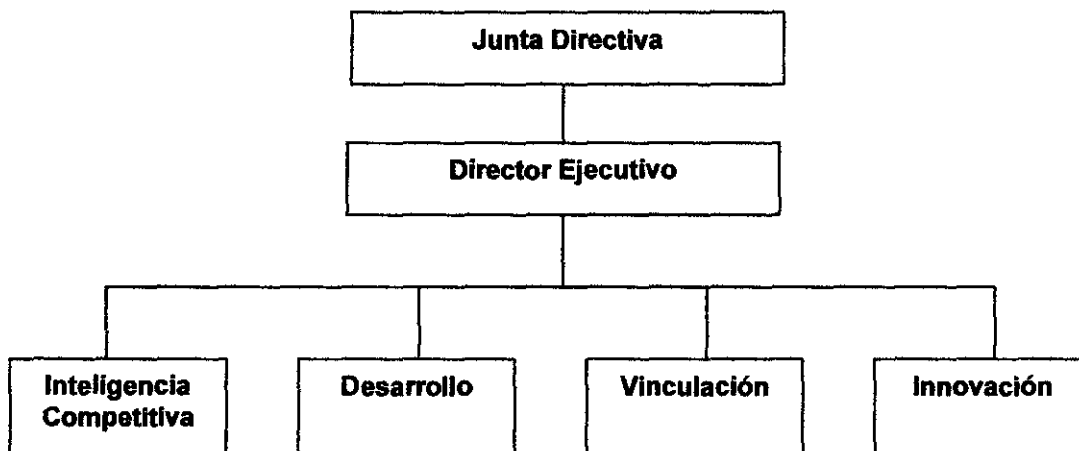 Junta Directiva
Director Ejecutivo
Inteligencia
Competitiva
Desarrollo
Vinculación
Innovación